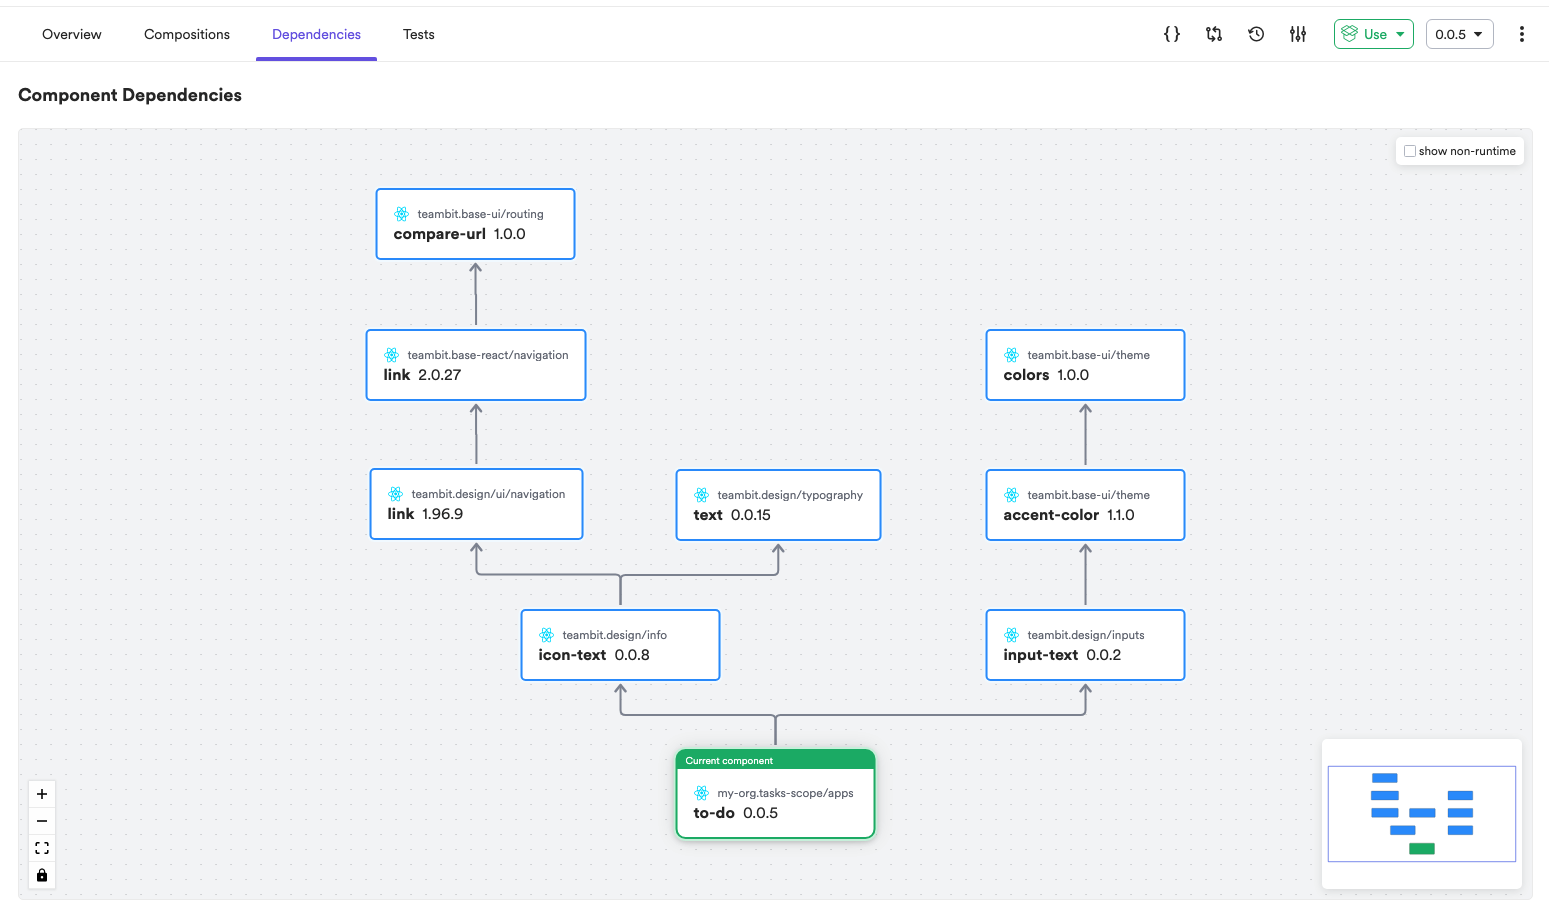 Overview
Compositions
Dependencies
Tests
Use
0.0.5
Component Dependencies
show non-runtime
teambit.base-ui/routing
compare-url 1.0.0
teambit.base-react/navigation
link 2.0.27
teambit.base-ui/theme
colors 1.0.0
teambit.design/ui/navigation
link 1.96.9
teambit.design/typography
text 0.0.15
teambit.base-ui/theme
accent-color 1.1.0
teambit.design/info
icon-text 0.0.8
teambit.design/inputs
input-text 0.0.2
Current component
my-org.tasks-scope/apps
to-do 0.0.5